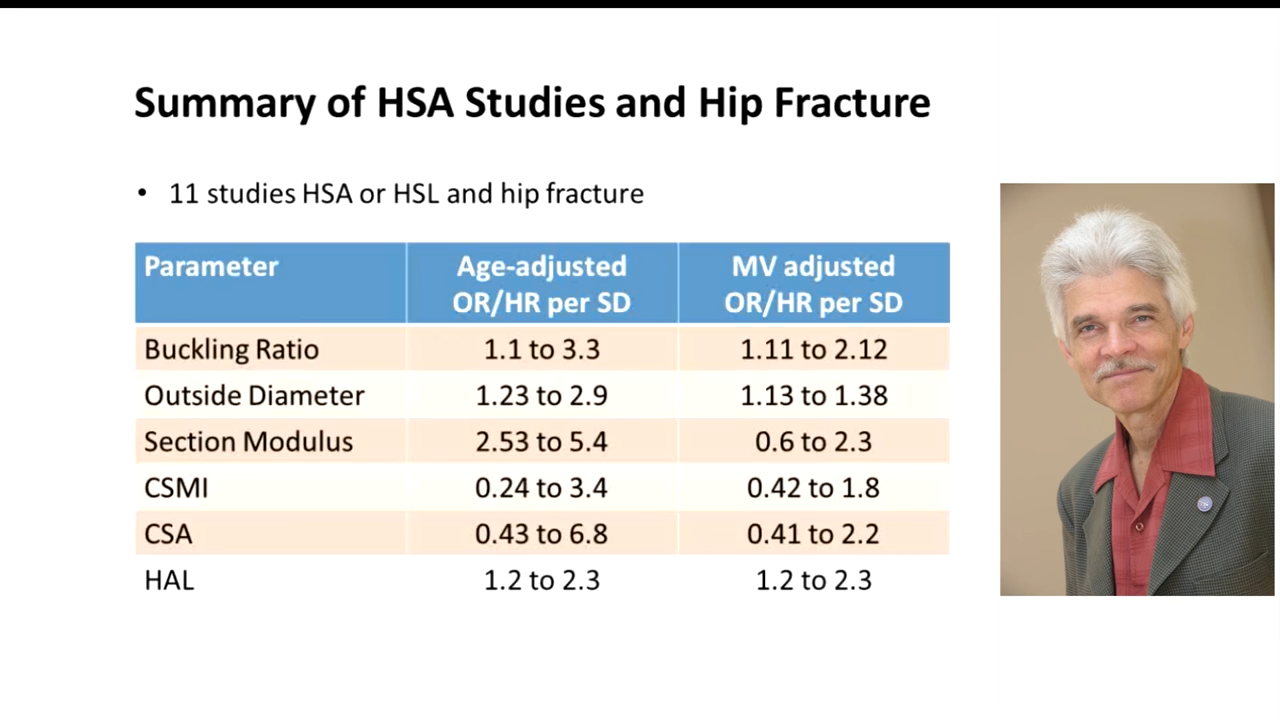 Summary of HSA Studies and Hip Fracture
• 11 studies HSA or HSL and hip fracture
Parameter Age-adjusted OR/HR per SD MV adjusted OR/HR per SD
Buckling Ratio 1.1 to 3.3 1.11 to 2.12
Outside Diameter 1.23 to 2.9 1.13 to 1.38
Section Modulus 2.53 to 5.4 0.6 to 2.3
CSMI 0.24 to 3.4 0.42 to 1.8
CSA 0.43 to 6.8 0.41 to 2.2
HAL 1.2 to 2.3 1.2 to 2.3